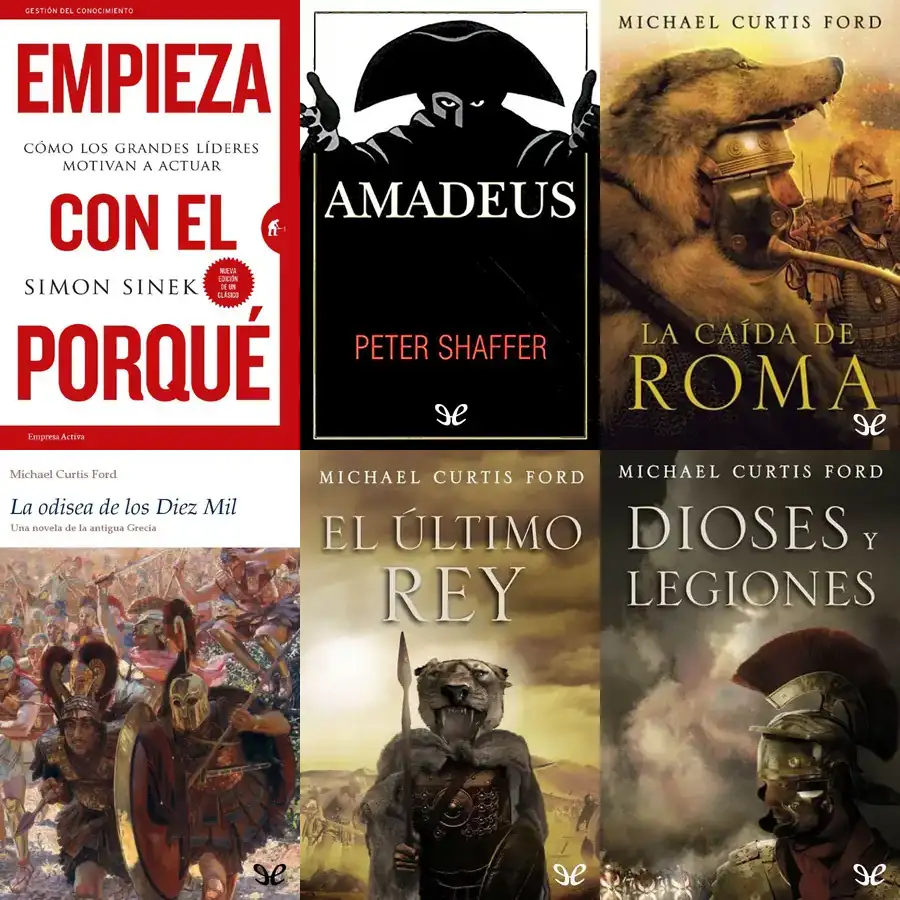 GESTIÓN DEL CONOCIMIENTO
EMPIEZA
CÓMO LOS GRANDES LÍDERES
MOTIVAN A ACTUAR
CON EL
SIMON SINEK
NUEVA
EDICIÓN
DE UN
CLÁSICO
PORQUÉ
Empresa Activa
AMADEUS
PETER SHAFFER
MICHAEL CURTIS FORD
LA CAÍDA DE
ROMA
Michael Curtis Ford
La odisea de los Diez Mil
Una novela de la antigua Grecia
MICHAEL CURTIS FORD
EL ÚLTIMO
REY
MICHAEL CURTIS FORD
DIOSES Y
LEGIONES